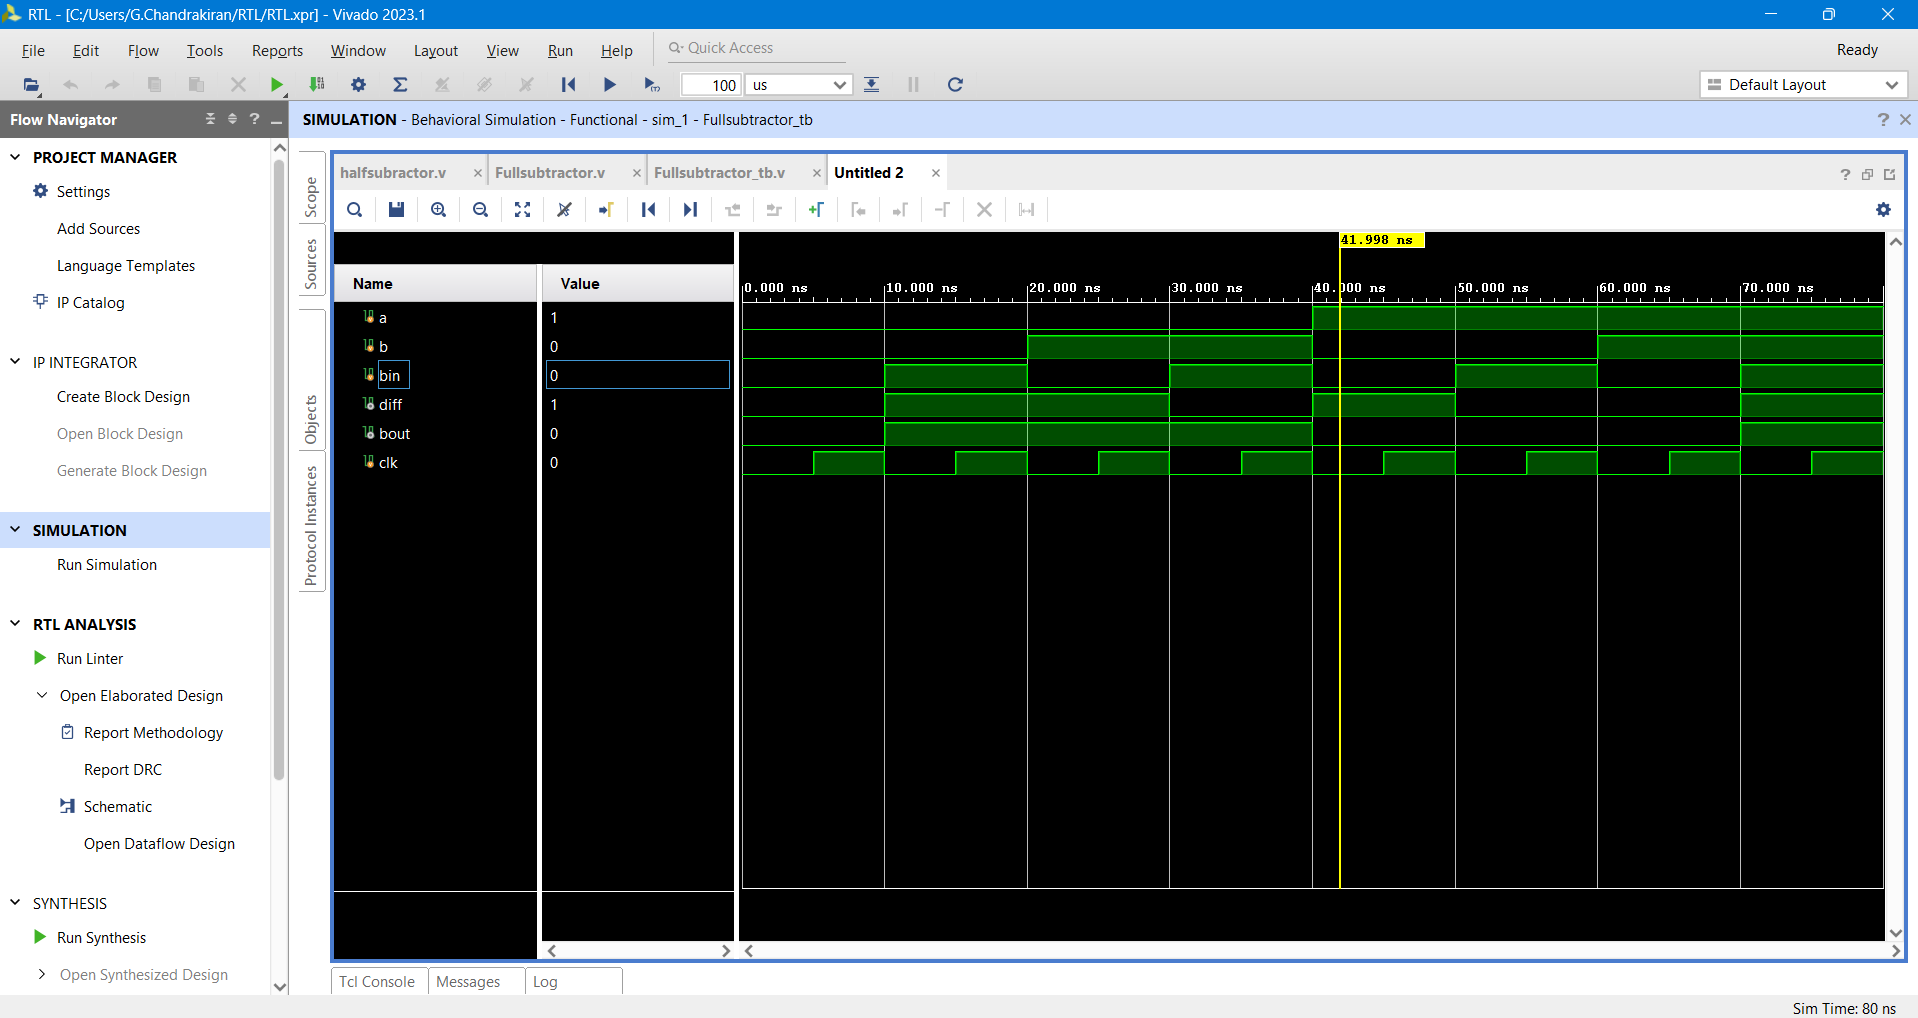 RTL - [C:/Users/G.Chandrakiran/RTL/RTL.xpr] - Vivado 2023.1
File Edit Flow Tools Reports Window Layout View Run Help Quick Access Ready
100 us Default Layout
Flow Navigator ? SIMULATION - Behavioral Simulation - Functional - sim_1 - Fullsubtractor_tb ?
PROJECT MANAGER
Settings
Add Sources
Language Templates
IP Catalog
IP INTEGRATOR
Create Block Design
Open Block Design
Generate Block Design
SIMULATION
Run Simulation
RTL ANALYSIS
Run Linter
Open Elaborated Design
Report Methodology
Report DRC
Schematic
Open Dataflow Design
SYNTHESIS
Run Synthesis
Open Synthesized Design
Scope
Sources
Objects
Protocol Instances
halfsubractor.v Fullsubtractor.v Fullsubtractor_tb.v Untitled 2 ?
41.998 ns
Name Value 0.000 ns 10.000 ns 20.000 ns 30.000 ns 40.000 ns 50.000 ns 60.000 ns 70.000 ns
a 1
b 0
bin 0
diff 1
bout 0
clk 0
Tcl Console Messages Log
Sim Time: 80 ns